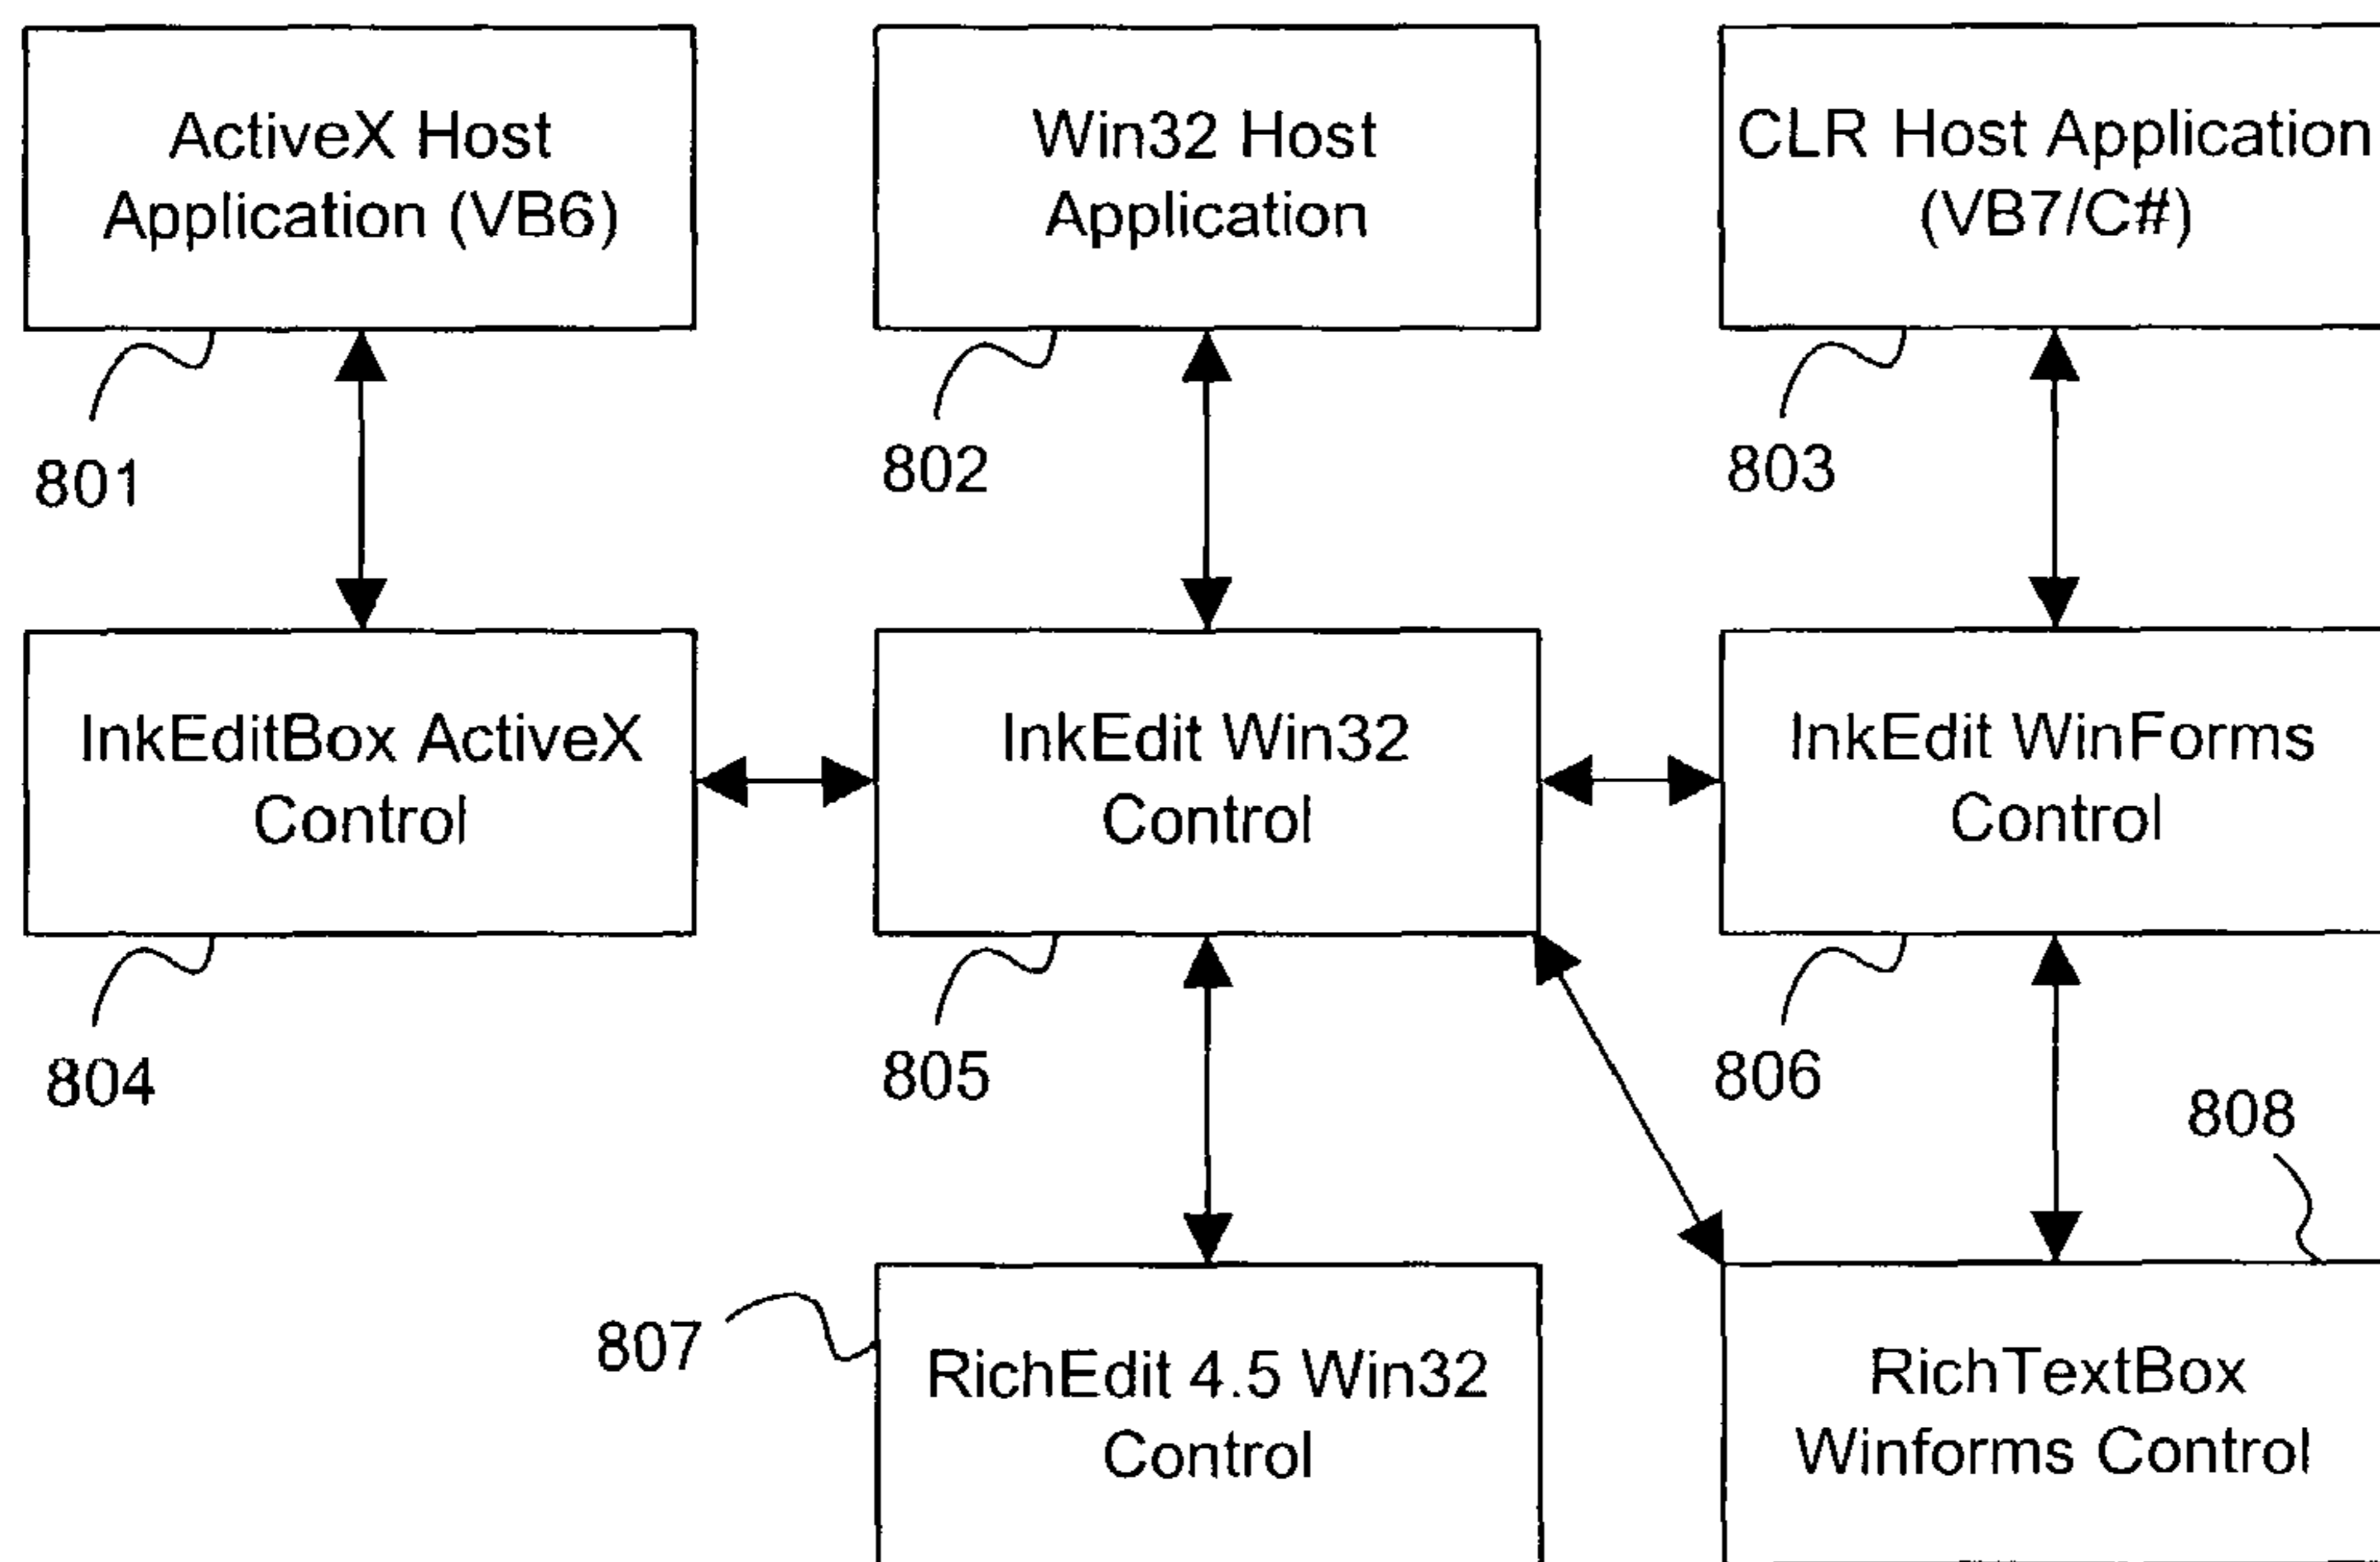 ActiveX Host
Application (VB6)
Win32 Host
Application
CLR Host Application
(VB7/C#)
801
802
803
InkEditBox ActiveX
Control
InkEdit Win32
Control
InkEdit WinForms
Control
804
805
806
808
807
RichEdit 4.5 Win32
Control
RichTextBox
Winforms Control